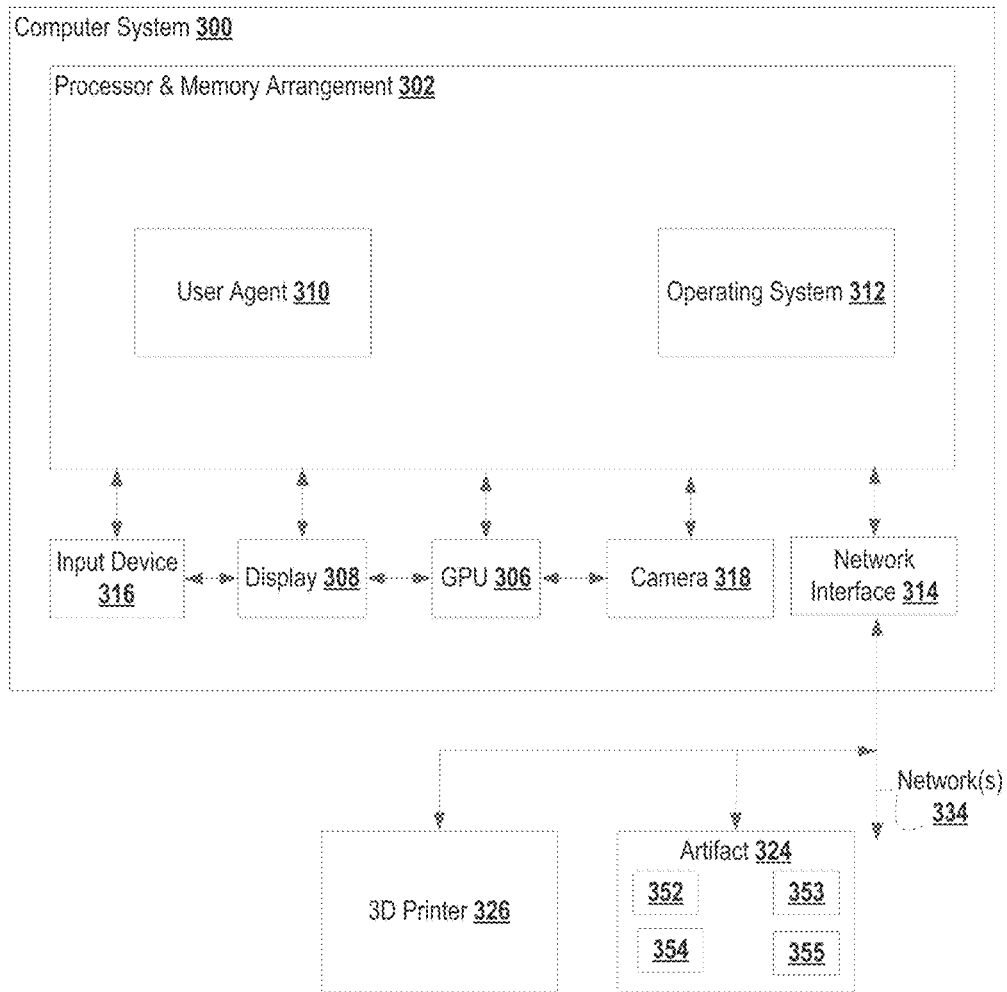 Computer System 300
Processor & Memory Arrangement 302
User Agent 310
Operating System 312
Input Device
316
Display 308
GPU 306
Camera 318
Network
Interface 314
Network(s)
334
3D Printer 326
Artifact 324
352
353
354
355